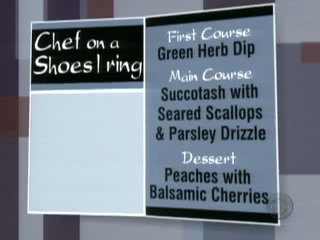 Chef on a
Shoestring
First Course
Green Herb Dip
Main Course
Succotash with
Seared Scallops
& Parsley Drizzle
Dessert
Peaches with
Balsamic Cherries